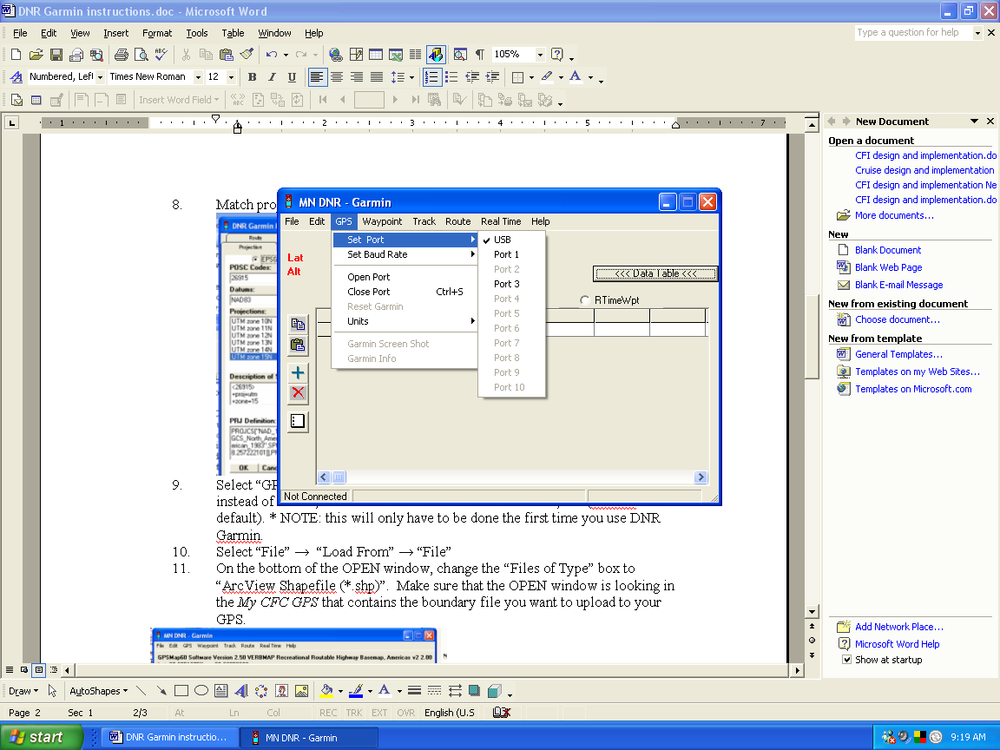 DNR Garmin instructions.doc - Microsoft Word
File Edit View Insert Format Tools Table Window Help
Type a question for help
105%
Numbered, Left Times New Roman 12 B I U
Insert Word Field
1 2 3 4 5 7
New Document
Open a document
CFI design and implementation.do
Cruise design and implementation
CFI design and implementation Ne
CFI design and implementation.do
More documents...
New
Blank Document
Blank Web Page
Blank E-mail Message
New from existing document
Choose document...
New from template
General Templates...
Templates on my Web Sites...
Templates on Microsoft.com
Add Network Place...
Microsoft Word Help
Show at startup
8. Match pro
DNR Garmin
Route
Projection
EPSG
POSC Codes:
26915
Datums:
NAD83
Projections:
UTM zone 10N
UTM zone 11N
UTM zone 12N
UTM zone 13N
UTM zone 14N
UTM zone 15N
Description of S
<26915>
+proj=utm
+zone=15
PRJ Definition:
PROJCS["NAD_1
GCS_North_Amer
erican_1983",SP
8.257222101]],P
OK Canc
MN DNR - Garmin
File Edit GPS Waypoint Track Route Real Time Help
Lat
Alt
Set Port
Set Baud Rate
Open Port
Close Port Ctrl+S
Reset Garmin
Units
Garmin Screen Shot
Garmin Info
USB
Port 1
Port 2
Port 3
Port 4
Port 5
Port 6
Port 7
Port 8
Port 9
Port 10
<<< Data Table <<<
RTimeWpt
Not Connected
9. Select “GP
instead of
default). * NOTE: this will only have to be done the first time you use DNR
Garmin.
10. Select “File” → “Load From” → “File”
11. On the bottom of the OPEN window, change the “Files of Type” box to
“ArcView Shapefile (*.shp)”. Make sure that the OPEN window is looking in
the My CFC GPS that contains the boundary file you want to upload to your
GPS.
MN DNR - Garmin
File Edit GPS Waypoint Track Route Real Time Help
GPSMap60 Software Version 2.50 VERBMAP Recreational Routable Highway Basemap, Americas v2 2.00
Draw AutoShapes
Page 2 Sec 1 2/3 At Ln Col REC TRK EXT OVR English (U.S
start DNR Garmin instructio... MN DNR - Garmin 9:19 AM